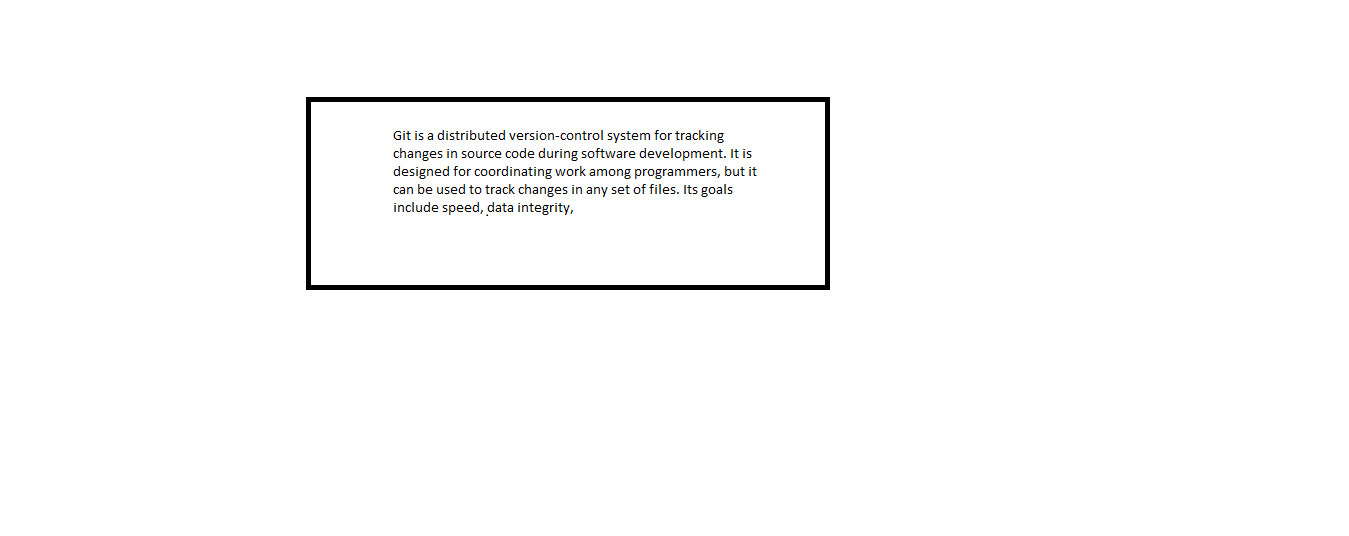 Git is a distributed version-control system for tracking
changes in source code during software development. It is
designed for coordinating work among programmers, but it
can be used to track changes in any set of files. Its goals
include speed, data integrity,